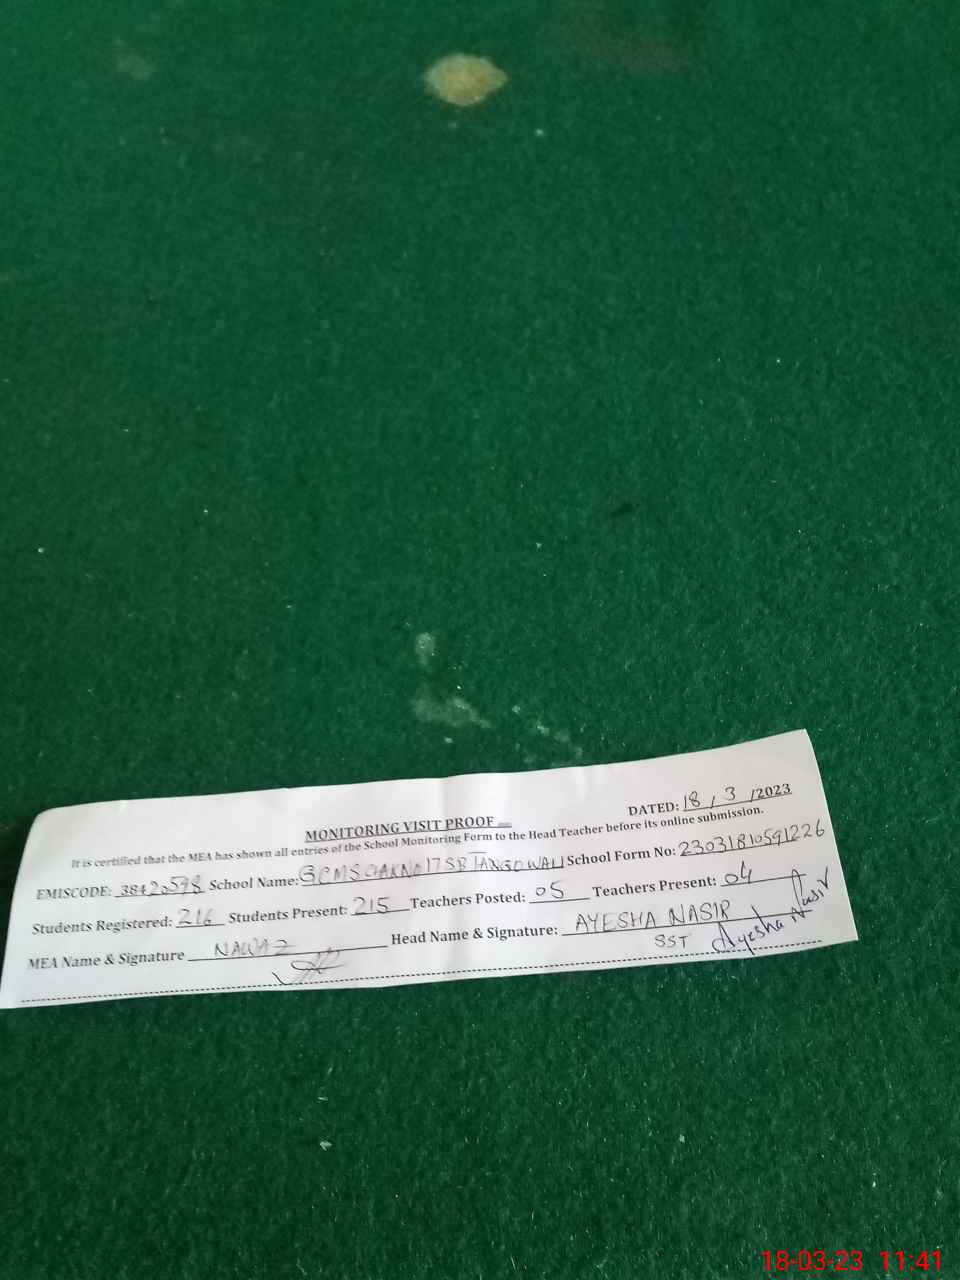 MONITORING VISIT PROOF
DATED: 18 / 3 /2023
It is certified that the MEA has shown all entries of the School Monitoring Form to the Head Teacher before its online submission.
EMISCODE: 38420598 School Name: GCMS CHAK NO 17 SB TANGOWALI School Form No: 2303181059 1226
Students Registered: 216 Students Present: 215 Teachers Posted: 05 Teachers Present: 04
MEA Name & Signature NAWAZ Head Name & Signature: AYESHA NASIR
SST Ayesha Nasir
18-03-23 11:41